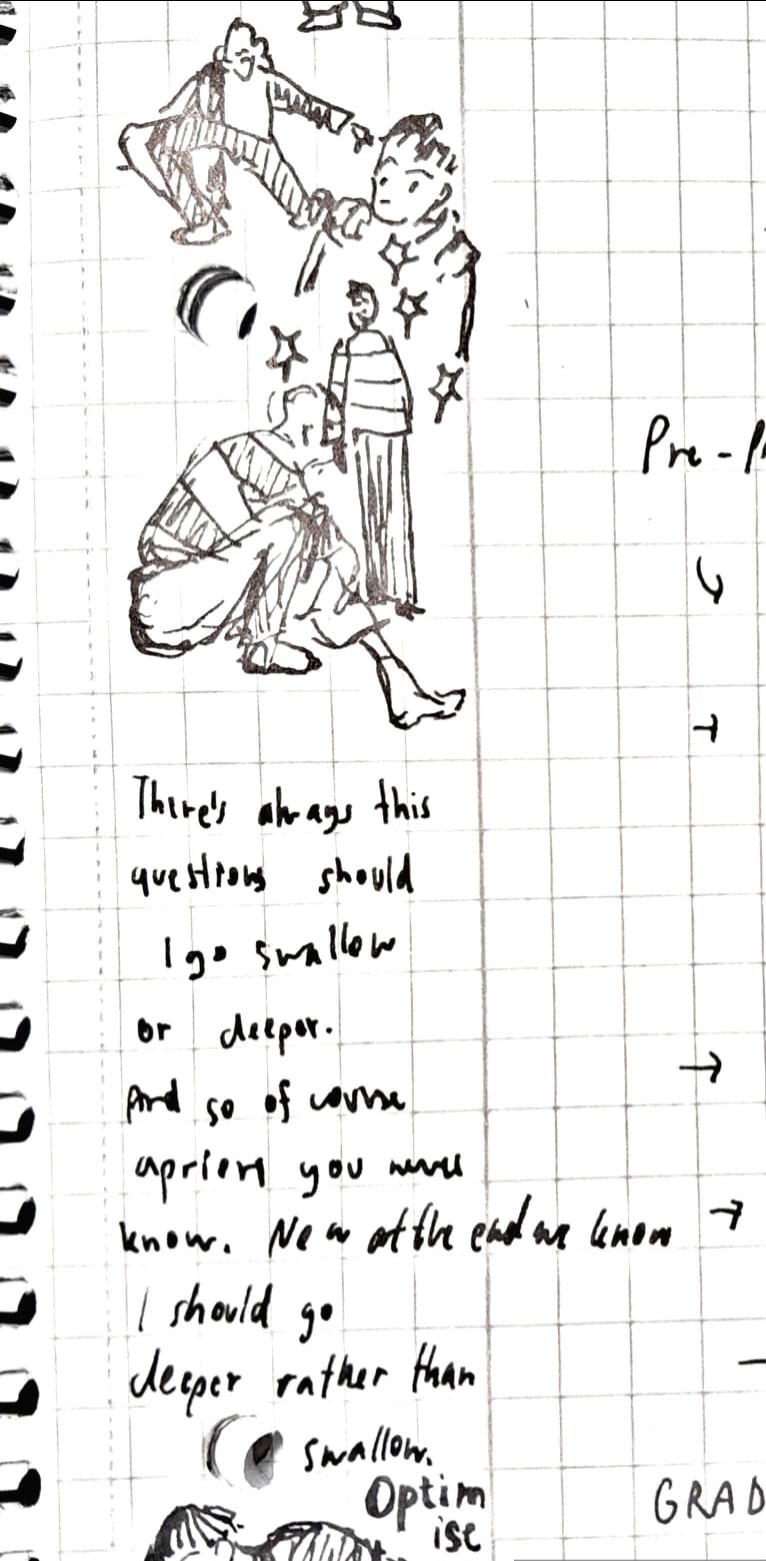 Pre-P
There's always this
questions should
I go swallow
or deeper.
And so of course
apriori you never
know. Now at the end we know
I should go
deeper rather than
swallow.
Optim
ise
GRAD